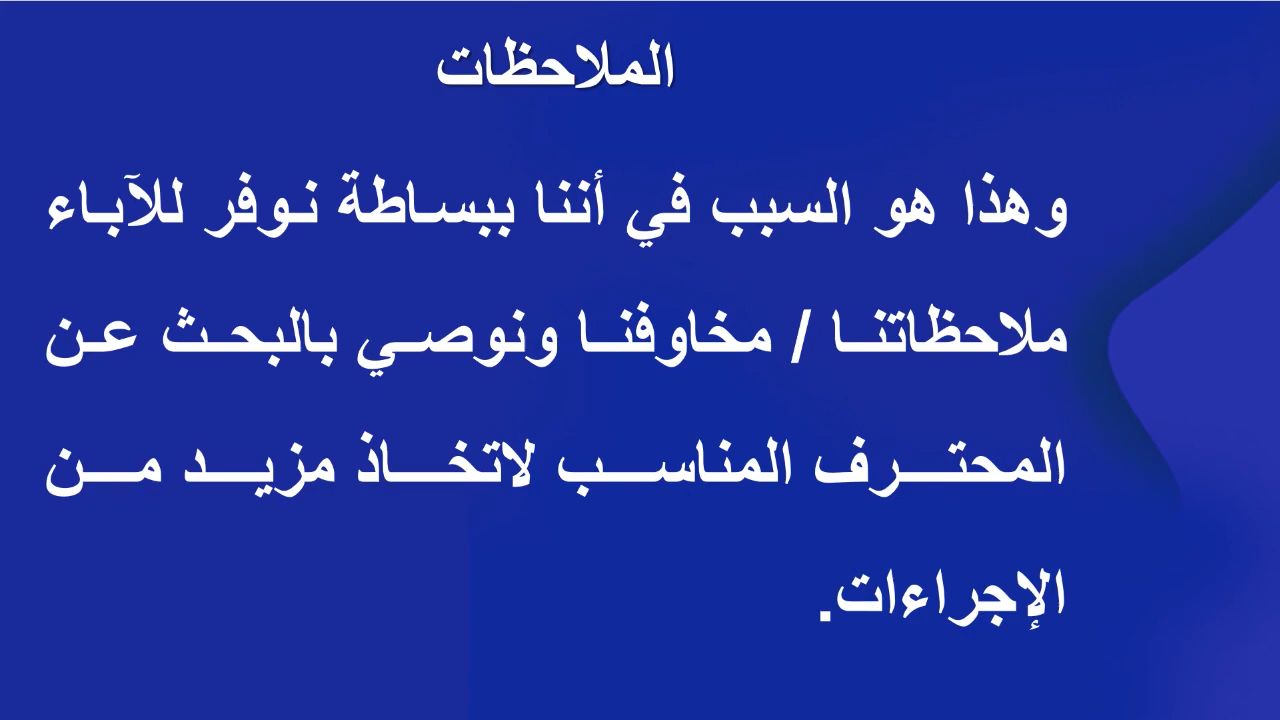 الملاحظات
وهذا هو السبب في أننا ببساطة نوفر للآباء
ملاحظاتنا / مخاوفنا ونوصي بالبحث عن
المحترف المناسب لاتخاذ مزيد من
الإجراءات.